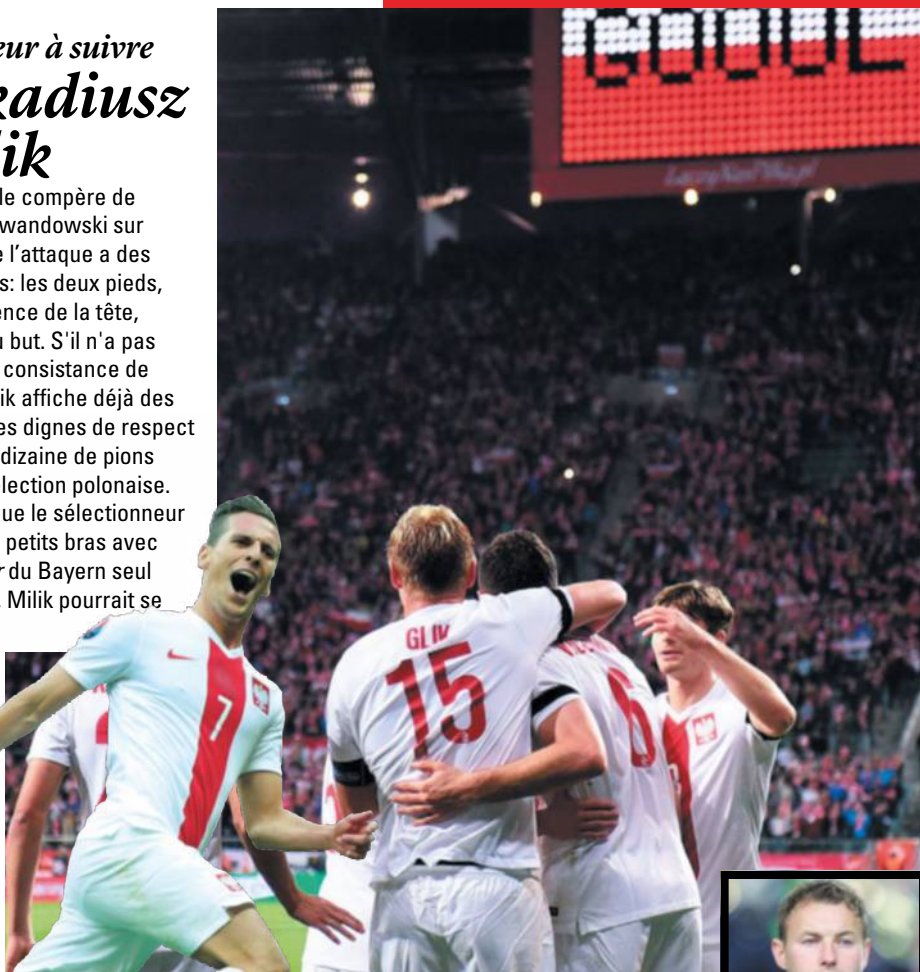 eur à suivre
kadiusz
lik
le compère de
wandowski sur
e l'attaque a des
s: les deux pieds,
ence de la tête,
u but. S'il n'a pas
consistance de
ik affiche déjà des
es dignes de respect
dizaine de pions
lection polonaise.
ue le sélectionneur
petits bras avec
r du Bayern seul
, Milik pourrait se
GOOOL
LaczyNasPilka.pl
7
GLIK
15
6